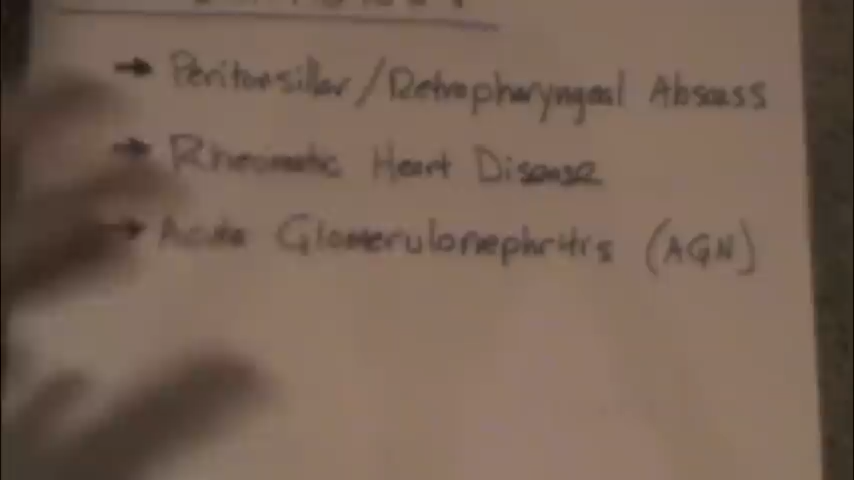 → Peritonsillar/Retropharyngeal Abscess
→ Rheumatic Heart Disease
→ Acute Glomerulonephritis (AGN)